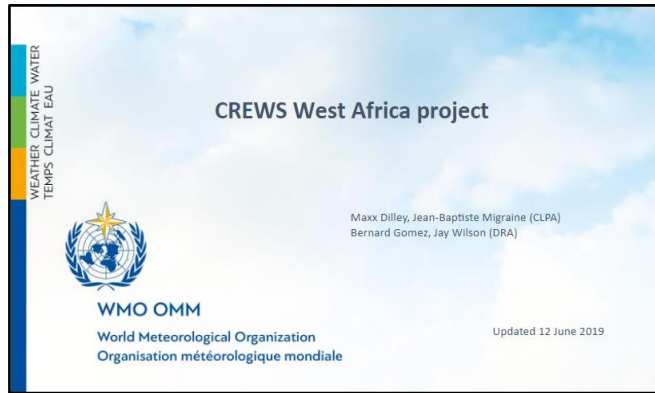 WEATHER CLIMATE WATER
TEMPS CLIMAT EAU
CREWS West Africa project
Maxx Dilley, Jean-Baptiste Migraine (CLPA)
Bernard Gomez, Jay Wilson (DRA)
WMO OMM
World Meteorological Organization
Organisation météorologique mondiale
Updated 12 June 2019